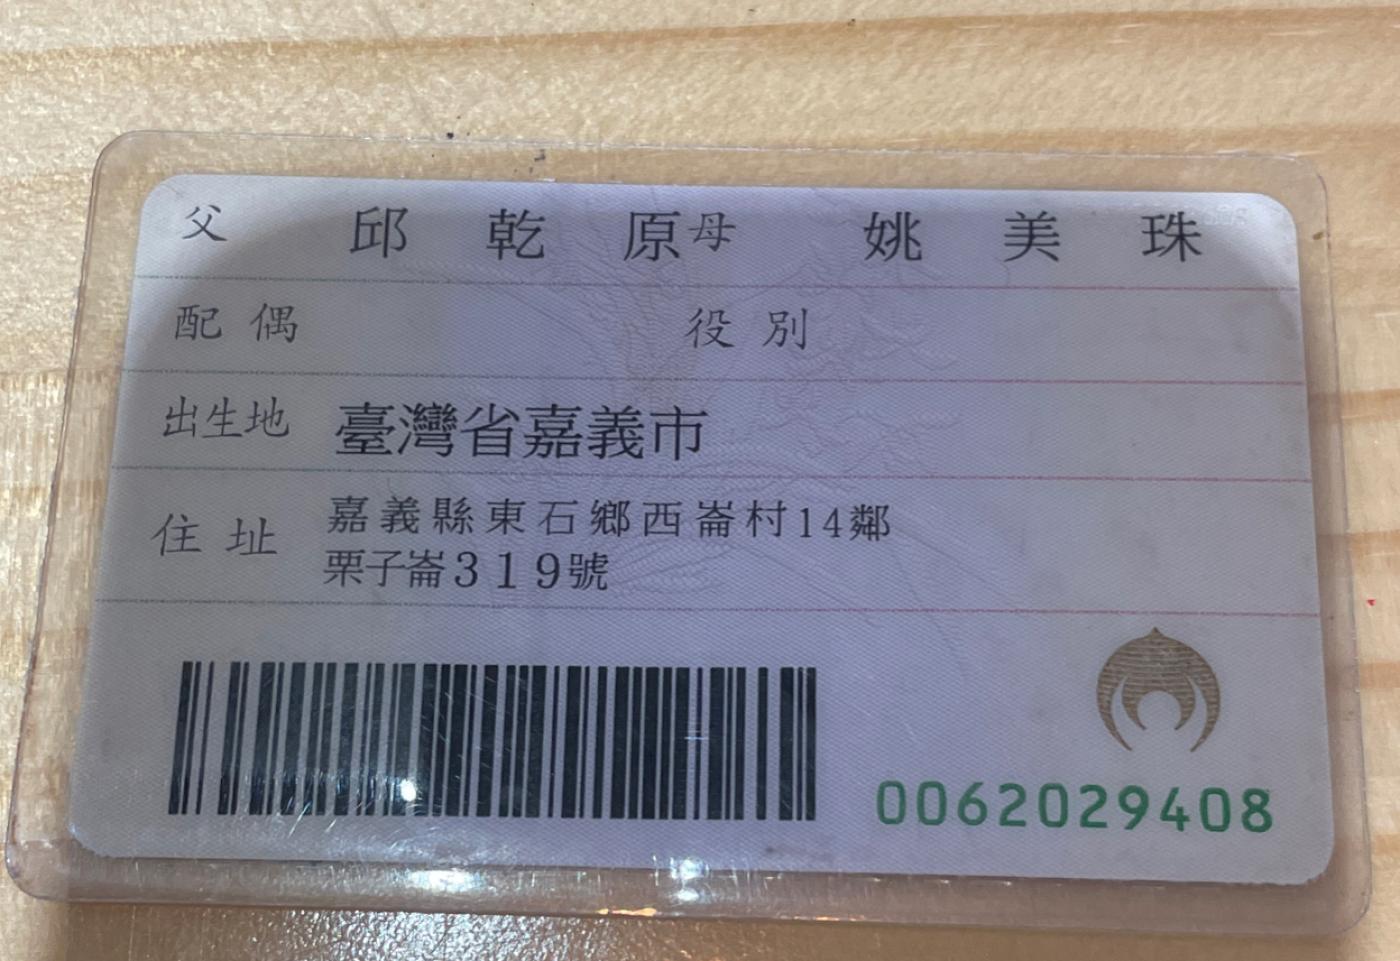 父 邱 乾 原 母 姚 美 珠
配偶 役別
出生地 臺灣省嘉義市
住址 嘉義縣東石鄉西崙村14鄰
栗子崙319號
0062029408